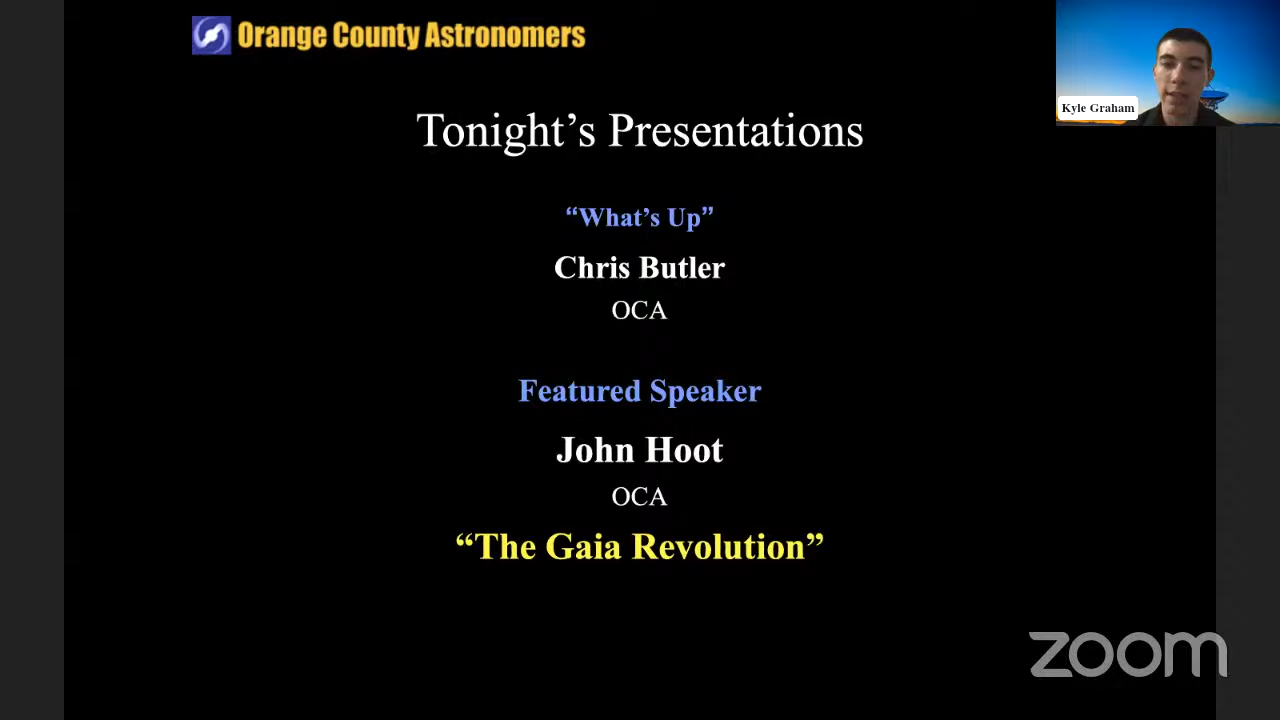 Orange County Astronomers
Kyle Graham
Tonight’s Presentations
“What’s Up”
Chris Butler
OCA
Featured Speaker
John Hoot
OCA
“The Gaia Revolution”
zoom